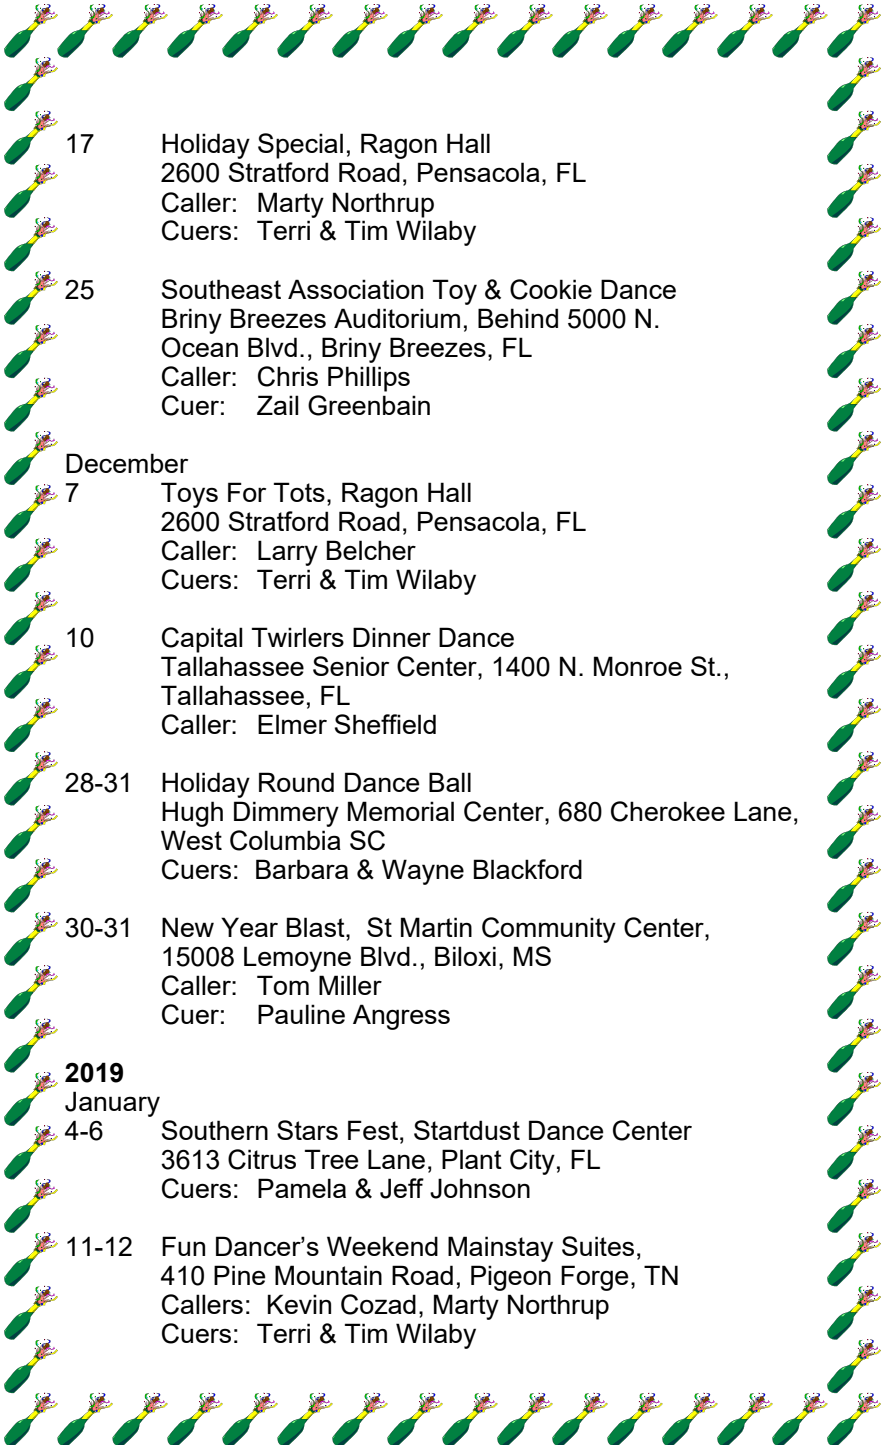 17 Holiday Special, Ragon Hall
2600 Stratford Road, Pensacola, FL
Caller: Marty Northrup
Cuers: Terri & Tim Wilaby
25 Southeast Association Toy & Cookie Dance
Briny Breezes Auditorium, Behind 5000 N.
Ocean Blvd., Briny Breezes, FL
Caller: Chris Phillips
Cuer: Zail Greenbain
December
7 Toys For Tots, Ragon Hall
2600 Stratford Road, Pensacola, FL
Caller: Larry Belcher
Cuers: Terri & Tim Wilaby
10 Capital Twirlers Dinner Dance
Tallahassee Senior Center, 1400 N. Monroe St.,
Tallahassee, FL
Caller: Elmer Sheffield
28-31 Holiday Round Dance Ball
Hugh Dimmery Memorial Center, 680 Cherokee Lane,
West Columbia SC
Cuers: Barbara & Wayne Blackford
30-31 New Year Blast, St Martin Community Center,
15008 Lemoyne Blvd., Biloxi, MS
Caller: Tom Miller
Cuer: Pauline Angress
2019
January
4-6 Southern Stars Fest, Startdust Dance Center
3613 Citrus Tree Lane, Plant City, FL
Cuers: Pamela & Jeff Johnson
11-12 Fun Dancer’s Weekend Mainstay Suites,
410 Pine Mountain Road, Pigeon Forge, TN
Callers: Kevin Cozad, Marty Northrup
Cuers: Terri & Tim Wilaby